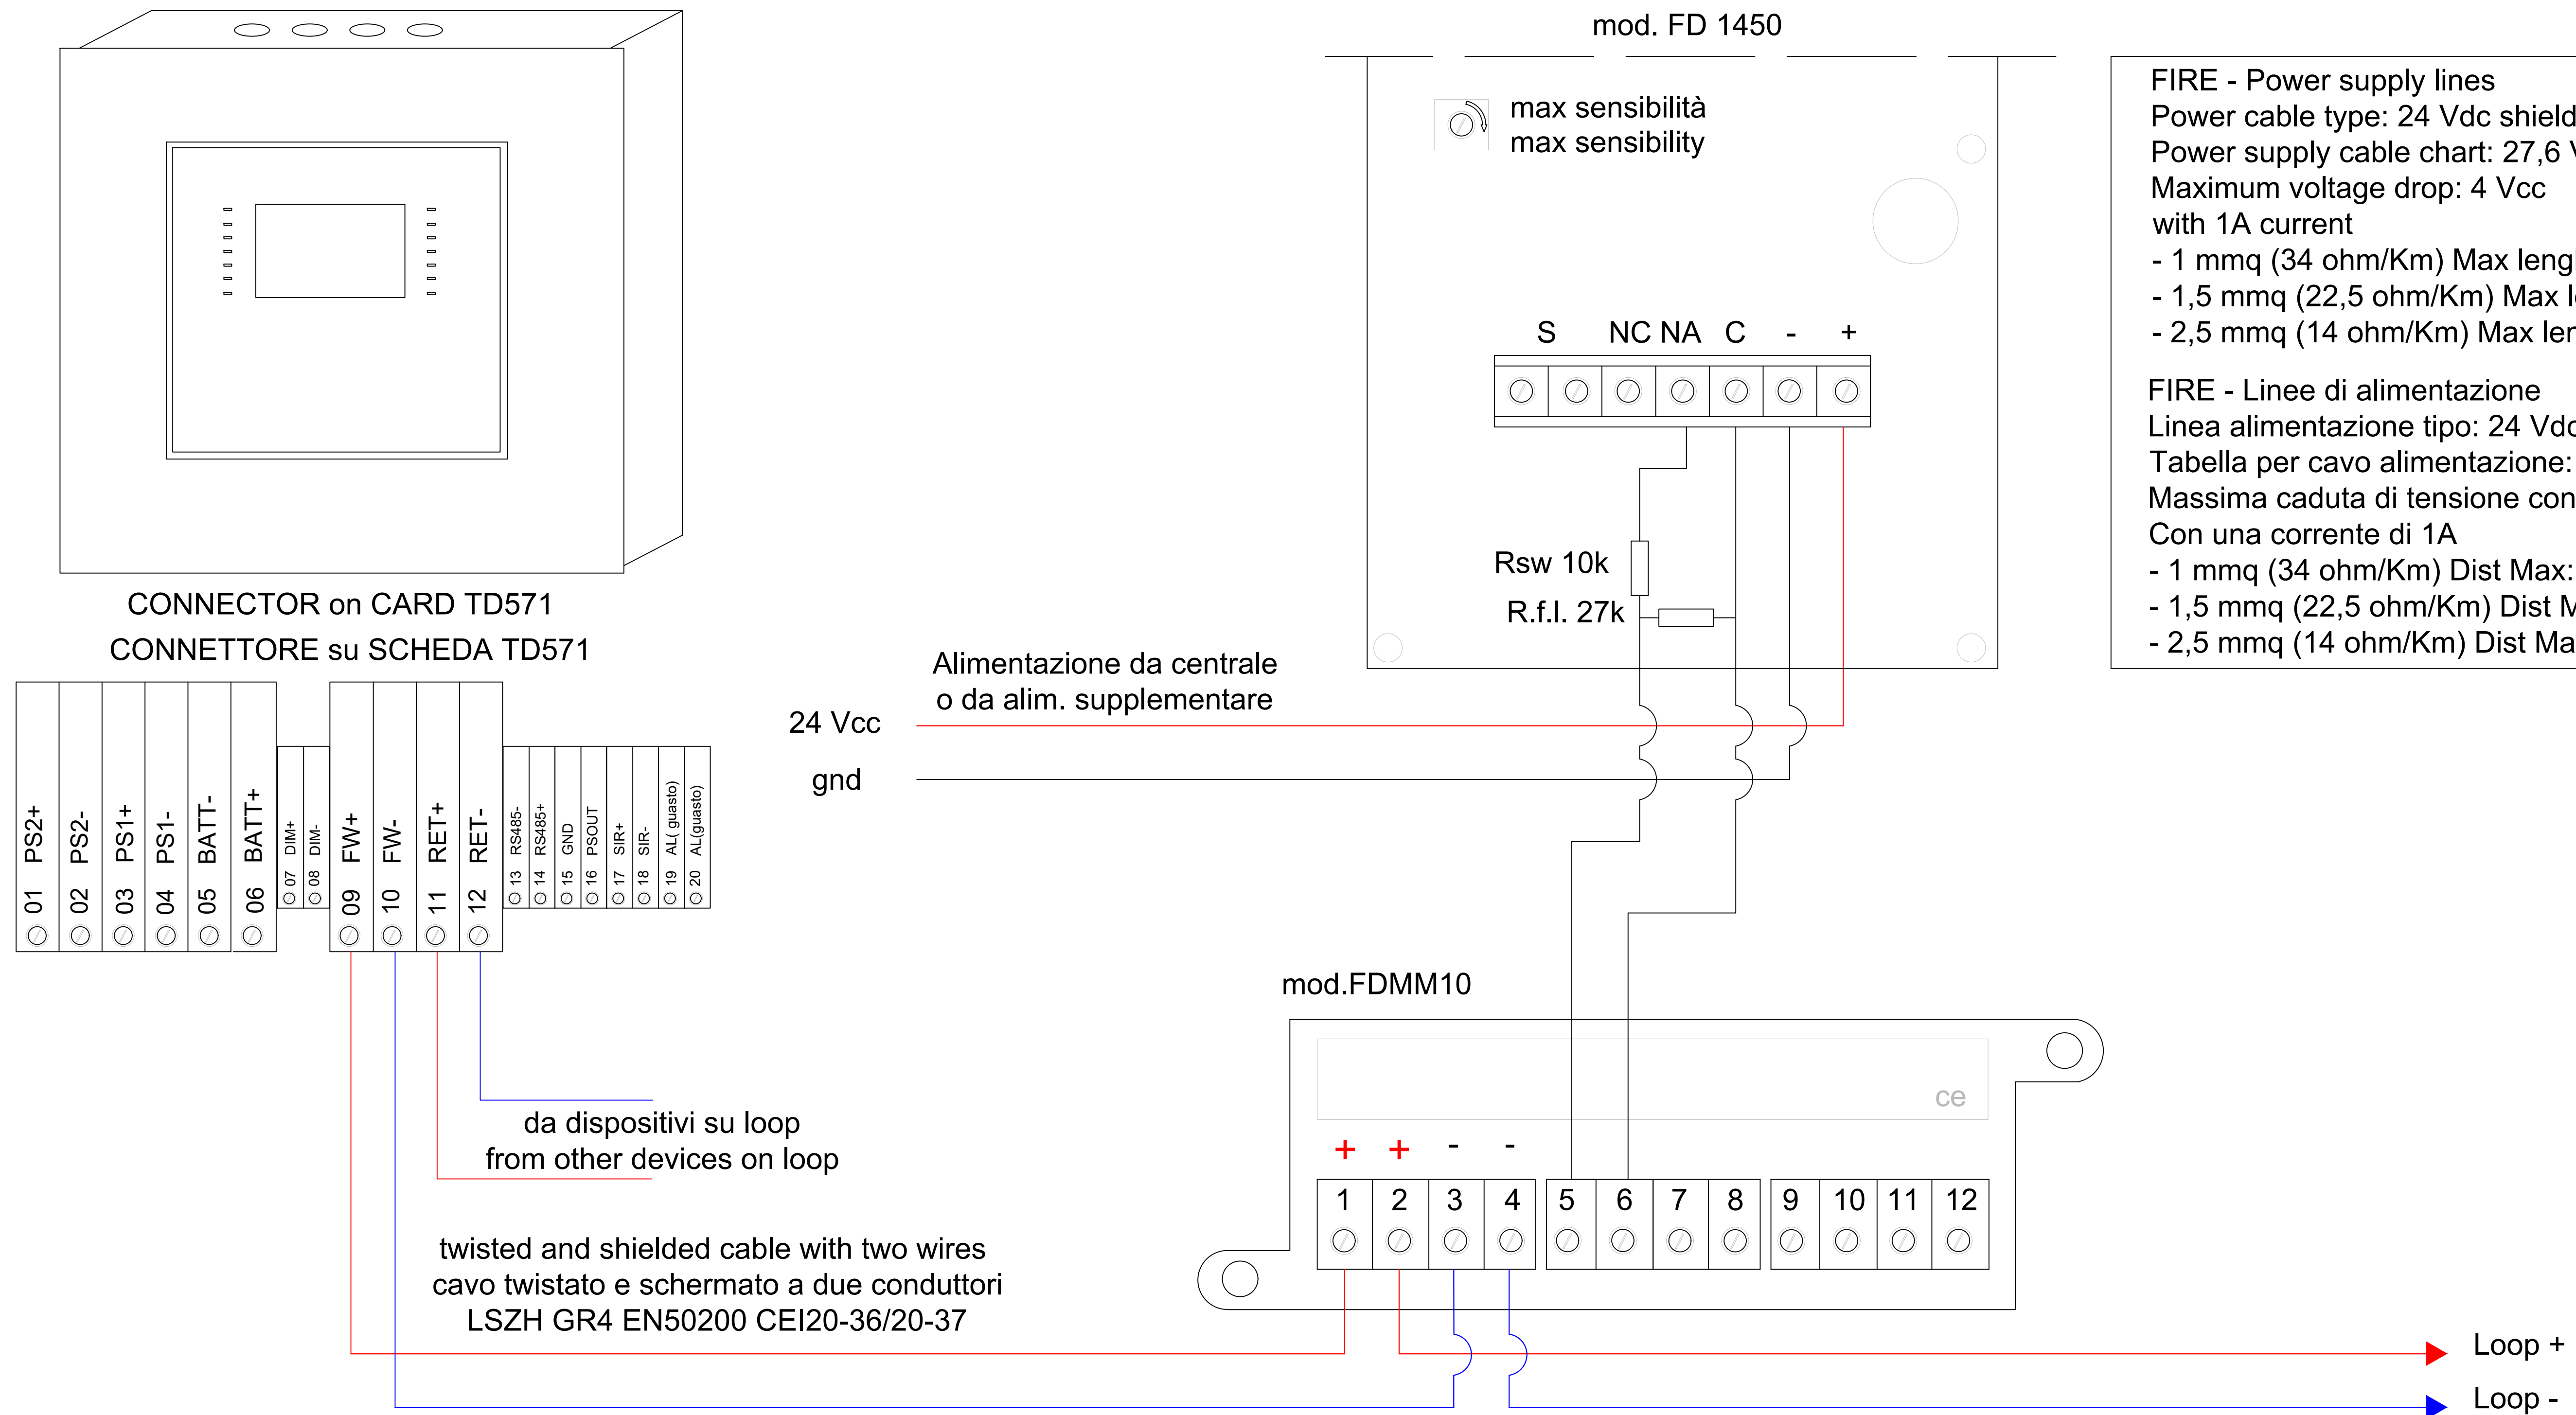 mod. FD 1450
max sensibilità
max sensibility
S NC NA C - +
Rsw 10k
R.f.l. 27k
FIRE - Power supply lines
Power cable type: 24 Vdc
Power supply cable chart: 27,6
Maximum voltage drop: 4 Vcc
with 1A current
- 1 mmq (34 ohm/Km) Max
- 1,5 mmq (22,5 ohm/Km) Max
- 2,5 mmq (14 ohm/Km) Max
FIRE - Linee di alimentazione
Linea alimentazione tipo: 24
Tabella per cavo alimentazione:
Massima caduta di tensione con
Con una corrente di 1A
- 1 mmq (34 ohm/Km) Dist Max:
- 1,5 mmq (22,5 ohm/Km) Dist
- 2,5 mmq (14 ohm/Km) Dist
CONNECTOR on CARD TD571
CONNETTORE su SCHEDA TD571
01 PS2+
02 PS2-
03 PS1+
04 PS1-
05 BATT-
06 BATT+
07 DIM+
08 DIM-
09 FW+
10 FW-
11 RET+
12 RET-
13 RS485-
14 RS485+
15 GND
16 PSOUT
17 SIR+
18 SIR-
19 AL( guasto)
20 AL(guasto)
Alimentazione da centrale
o da alim. supplementare
24 Vcc
gnd
da dispositivi su loop
from other devices on loop
twisted and shielded cable with two wires
cavo twistato e schermato a due conduttori
LSZH GR4 EN50200 CEI20-36/20-37
mod.FDMM10
ce
+ + - -
1 2 3 4 5 6 7 8 9 10 11 12
Loop +
Loop -